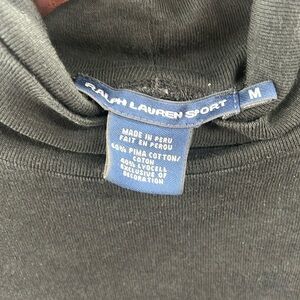 RALPH LAUREN SPORT
M
MADE IN PERU
FAIT EN PEROU
60% PIMA COTTON/
COTON
40% LYOCELL
EXCLUSIVE OF
DECORATION